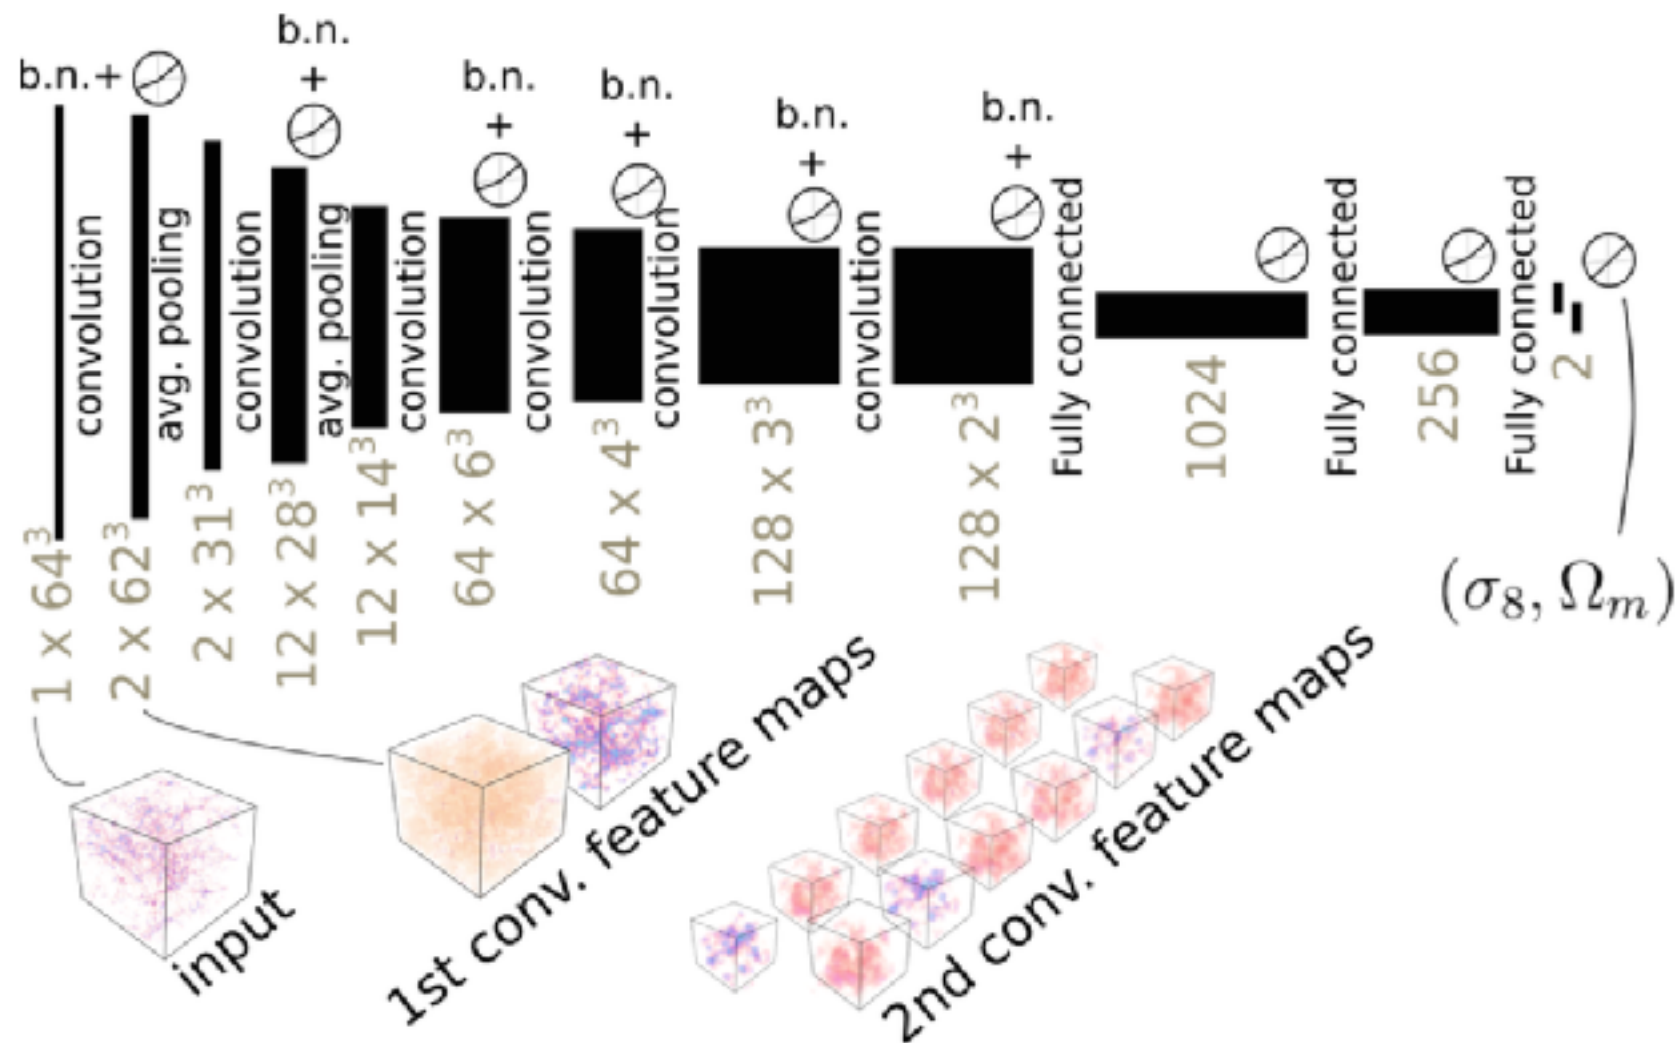 b.n.+
b.n.
+
b.n.
+
b.n.
+
b.n.
+
b.n.
+
convolution
avg. pooling
convolution
avg. pooling
convolution
convolution
convolution
convolution
Fully connected
Fully connected
Fully connected
1 x 64³
2 x 62³
2 x 31³
12 x 28³
12 x 14³
64 x 6³
64 x 4³
128 x 3³
128 x 2³
1024
256
2
(σ₈, Ωₘ)
input
1st conv. feature maps
2nd conv. feature maps